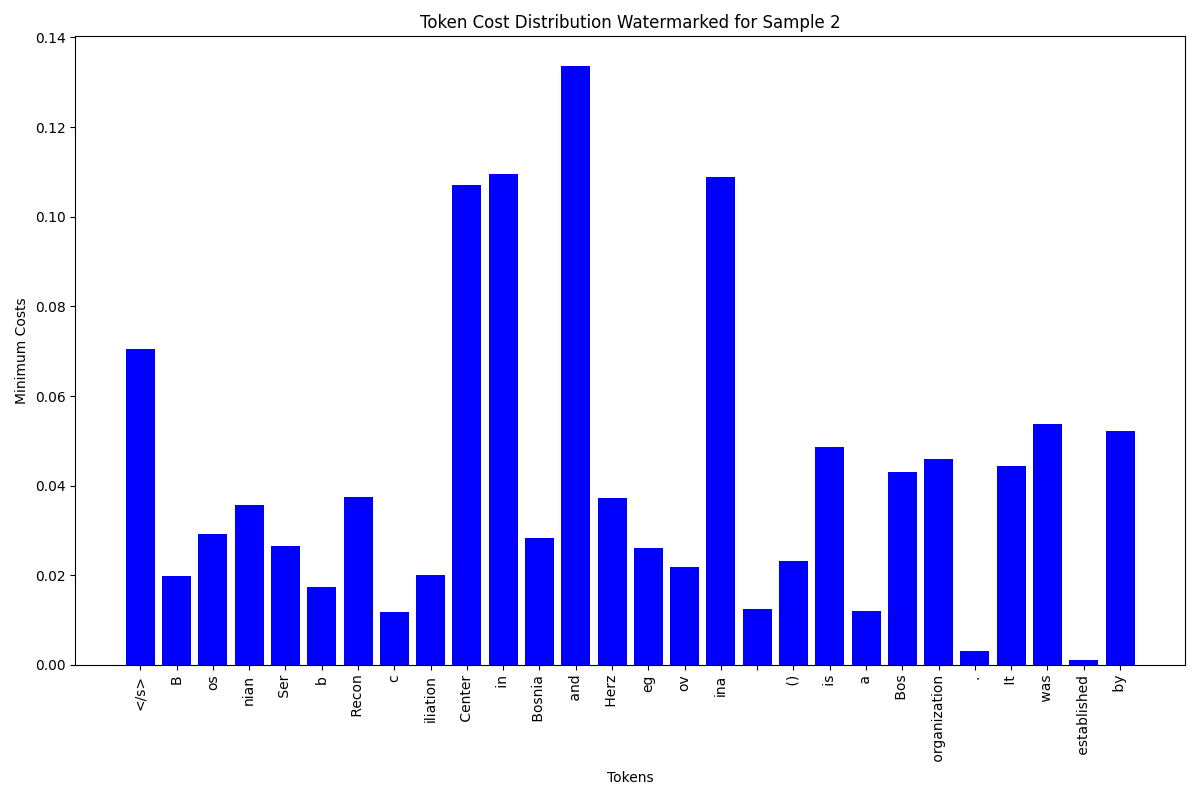 Token Cost Distribution Watermarked for Sample 2
0.14
0.12
0.10
0.08
0.06
0.04
0.02
0.00
Minimum Costs
</s>
B
os
nian
Ser
b
Recon
c
iliation
Center
in
Bosnia
and
Herz
eg
ov
ina
()
is
a
Bos
organization
.
It
was
established
by
Tokens